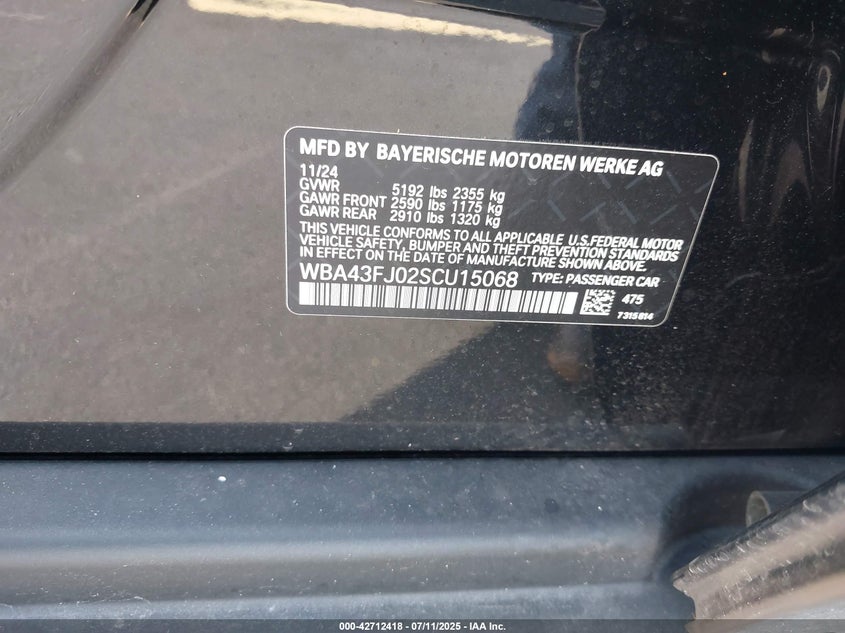 MFD BY BAYERISCHE MOTOREN WERKE AG
11/24
GVWR 5192 lbs 2355 kg
GAWR FRONT 2590 lbs 1175 kg
GAWR REAR 2910 lbs 1320 kg
THIS VEHICLE CONFORMS TO ALL APPLICABLE U.S.FEDERAL MOTOR
VEHICLE SAFETY, BUMPER AND THEFT PREVENTION STANDARDS
IN EFFECT ON THE DATE OF MANUFACTURE SHOWN ABOVE.
WBA43FJ02SCU15068 TYPE: PASSENGER CAR
475
7315814
000-42712418 - 07/11/2025 - IAA Inc.